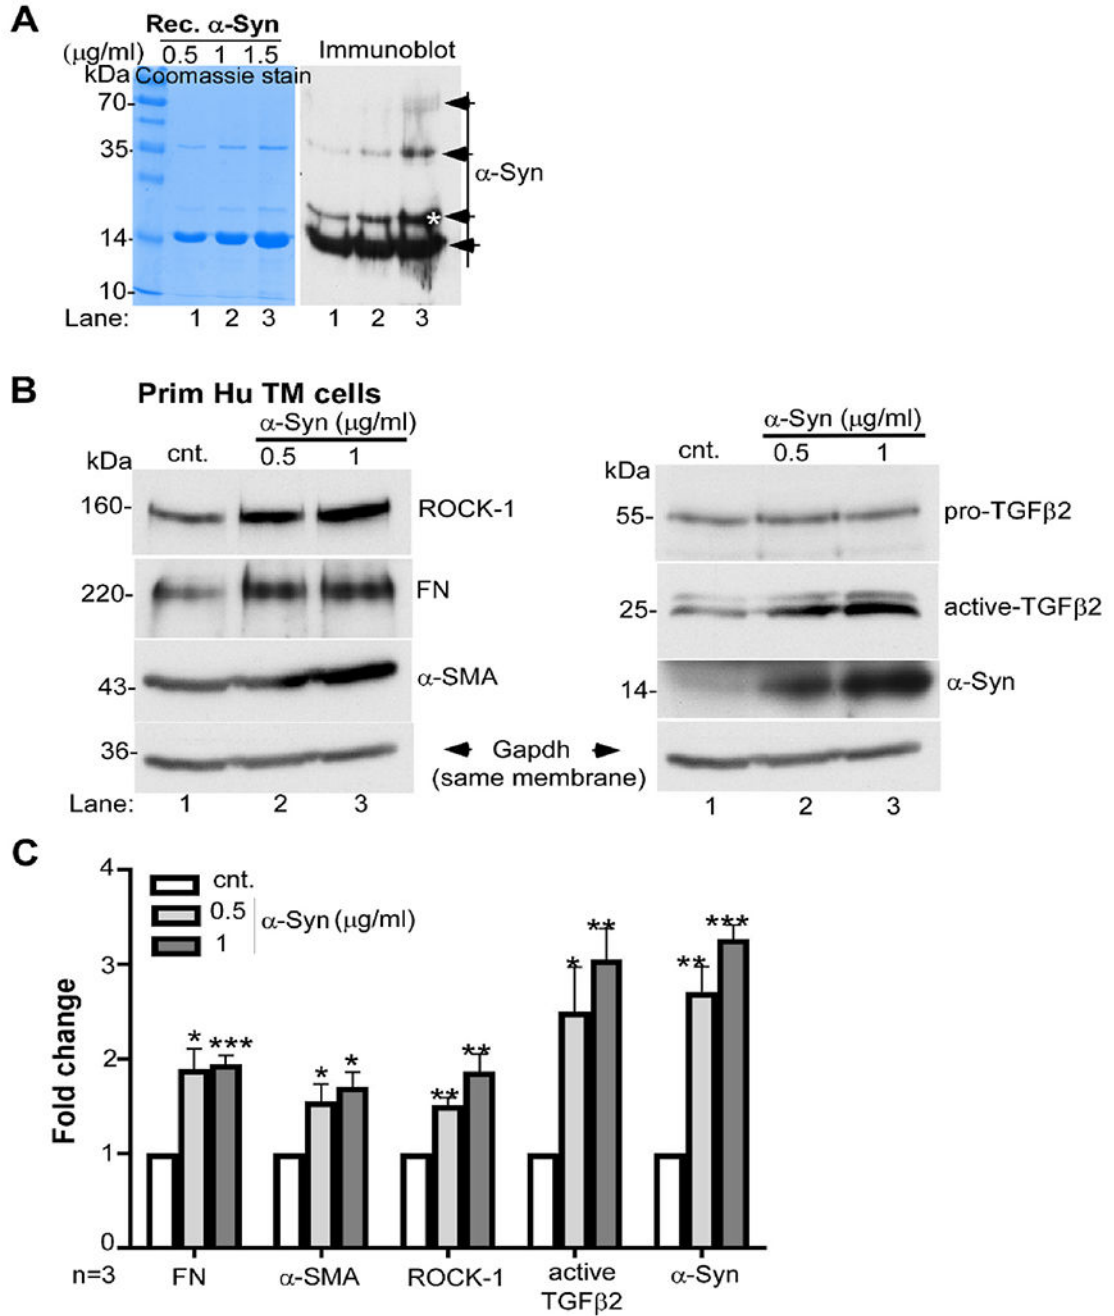 A
Rec. α-Syn
(μg/ml) 0.5 1 1.5
Immunoblot
kDa Coomassie stain
70-
35-
α-Syn
*
14-
10-
Lane: 1 2 3 1 2 3
B
Prim Hu TM cells
α-Syn (μg/ml)
cnt. 0.5 1
kDa
160- ROCK-1
220- FN
43- α-SMA
36-
Lane: 1 2 3
α-Syn (μg/ml)
cnt. 0.5 1
kDa
55- pro-TGFβ2
25- active-TGFβ2
14- α-Syn
Gapdh
(same membrane)
1 2 3
C
4
3
2
1
0
Fold change
cnt.
0.5
1
α-Syn (μg/ml)
* *** * * ** ** * ** ** ***
n=3 FN α-SMA ROCK-1 active TGFβ2 α-Syn